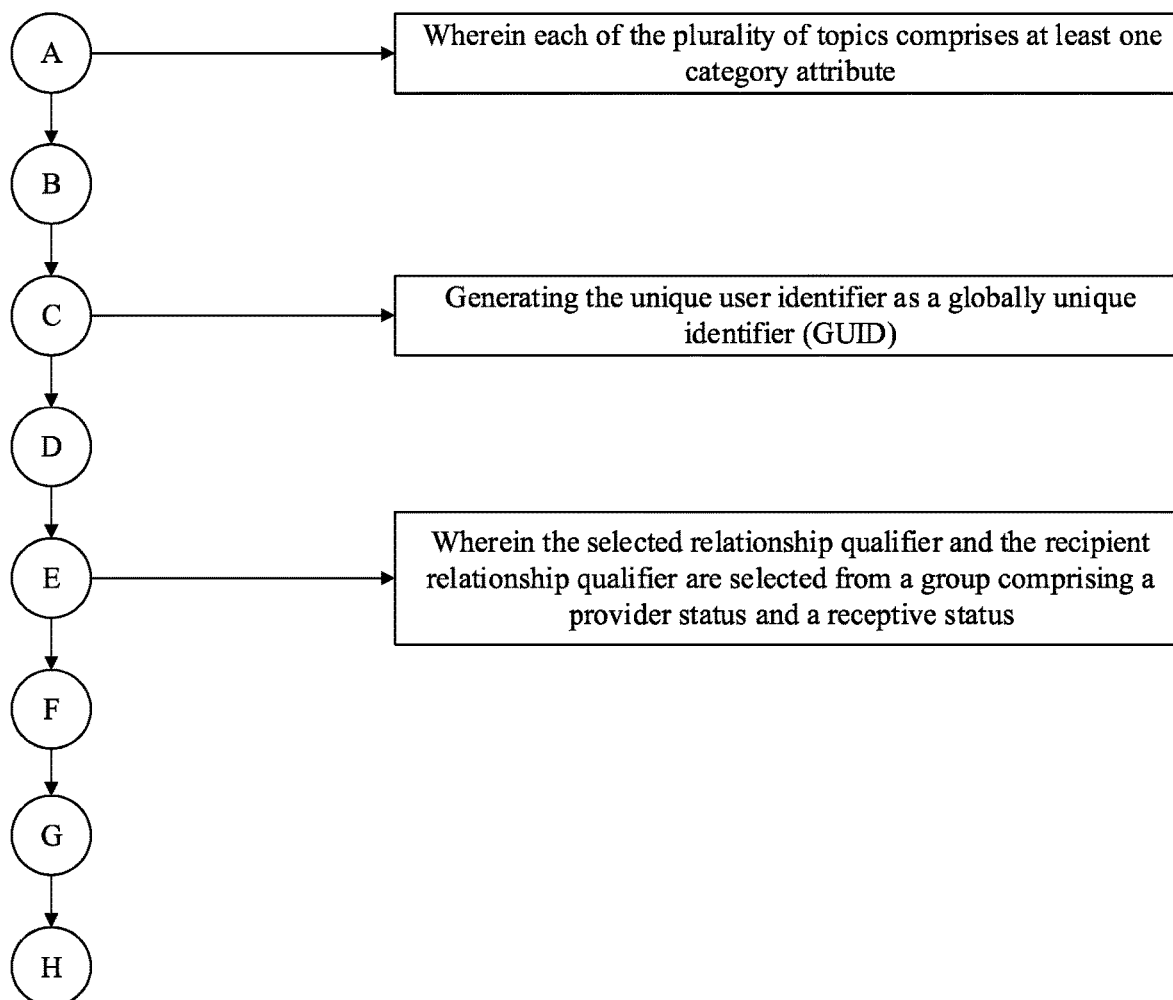 A
Wherein each of the plurality of topics comprises at least one
category attribute
B
C
Generating the unique user identifier as a globally unique
identifier (GUID)
D
E
Wherein the selected relationship qualifier and the recipient
relationship qualifier are selected from a group comprising a
provider status and a receptive status
F
G
H